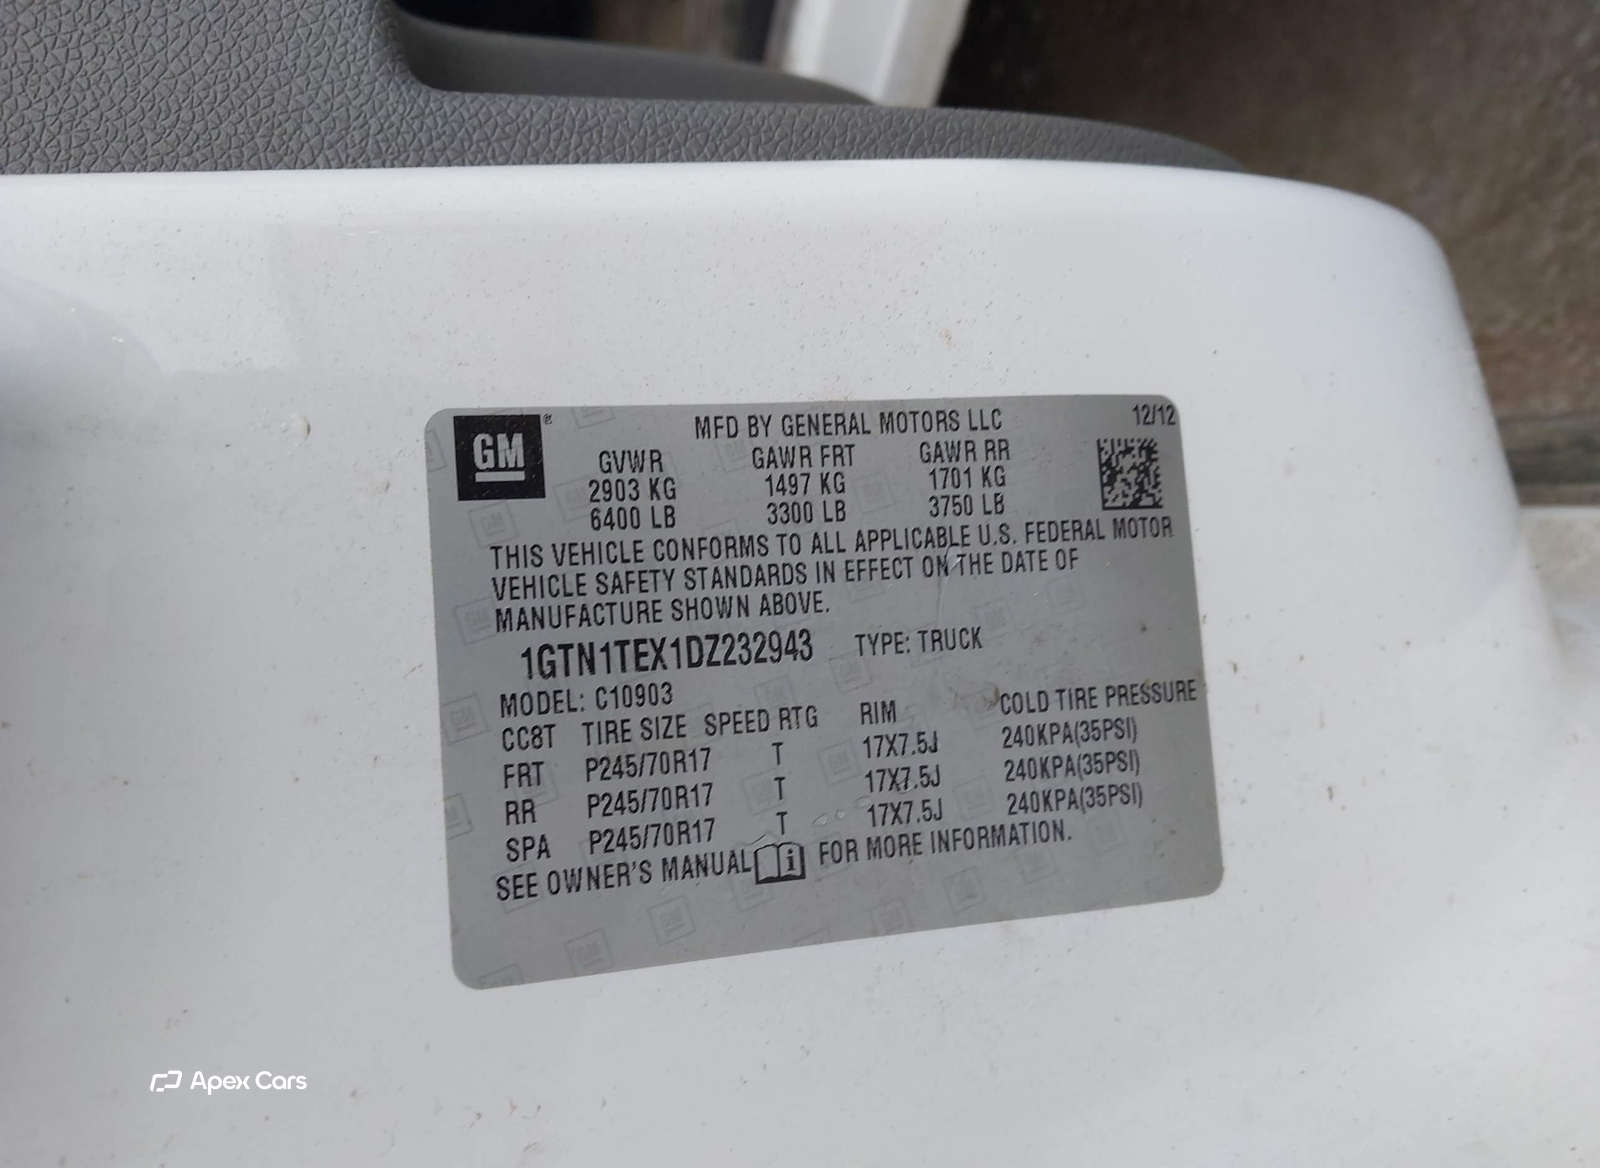 GM ®
MFD BY GENERAL MOTORS LLC 12/12
GVWR GAWR FRT GAWR RR
2903 KG 1497 KG 1701 KG
6400 LB 3300 LB 3750 LB
THIS VEHICLE CONFORMS TO ALL APPLICABLE U.S. FEDERAL MOTOR
VEHICLE SAFETY STANDARDS IN EFFECT ON THE DATE OF
MANUFACTURE SHOWN ABOVE.
1GTN1TEX1DZ232943 TYPE: TRUCK
MODEL: C10903
CC8T TIRE SIZE SPEED RTG RIM COLD TIRE PRESSURE
FRT P245/70R17 T 17X7.5J 240KPA(35PSI)
RR P245/70R17 T 17X7.5J 240KPA(35PSI)
SPA P245/70R17 T 17X7.5J 240KPA(35PSI)
SEE OWNER'S MANUAL i FOR MORE INFORMATION.
Apex Cars